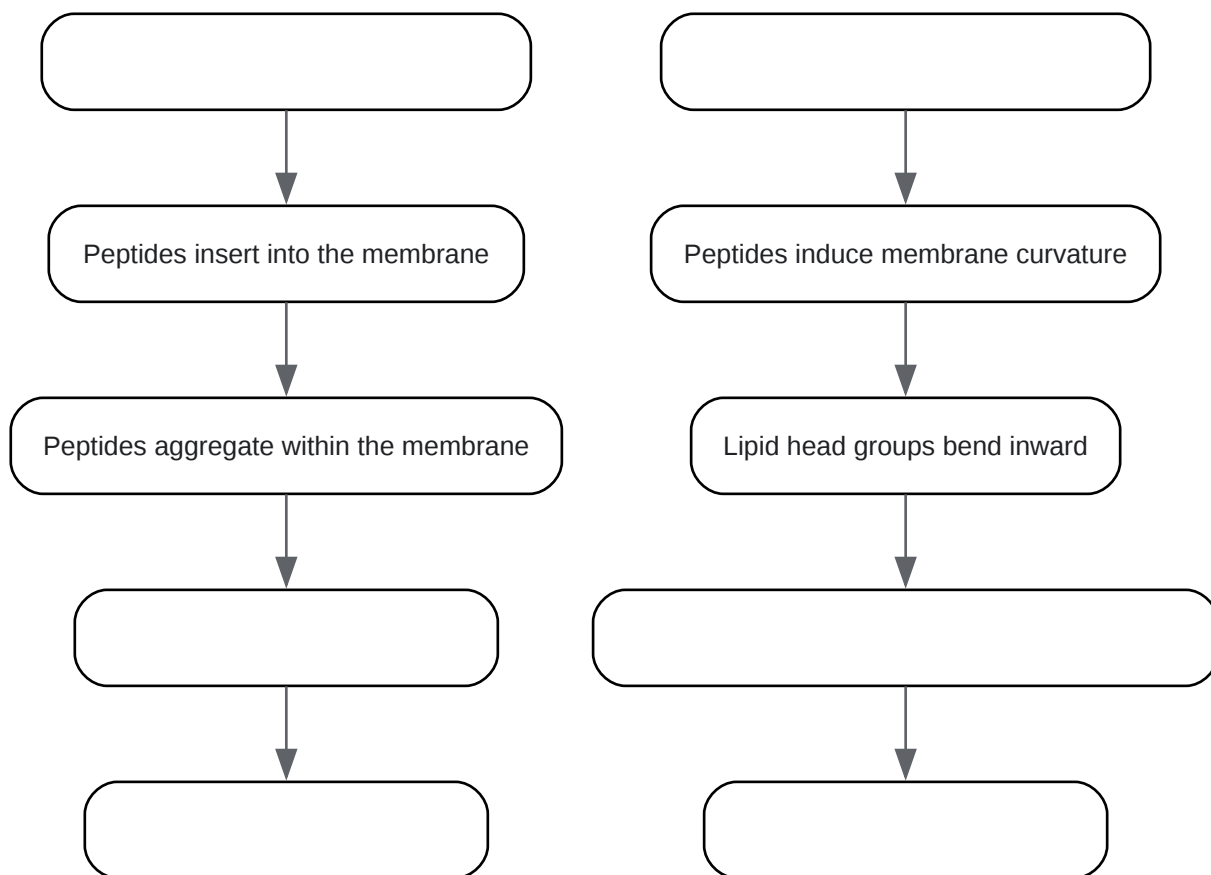 Peptides insert into the membrane
Peptides induce membrane curvature
Peptides aggregate within the membrane
Lipid head groups bend inward